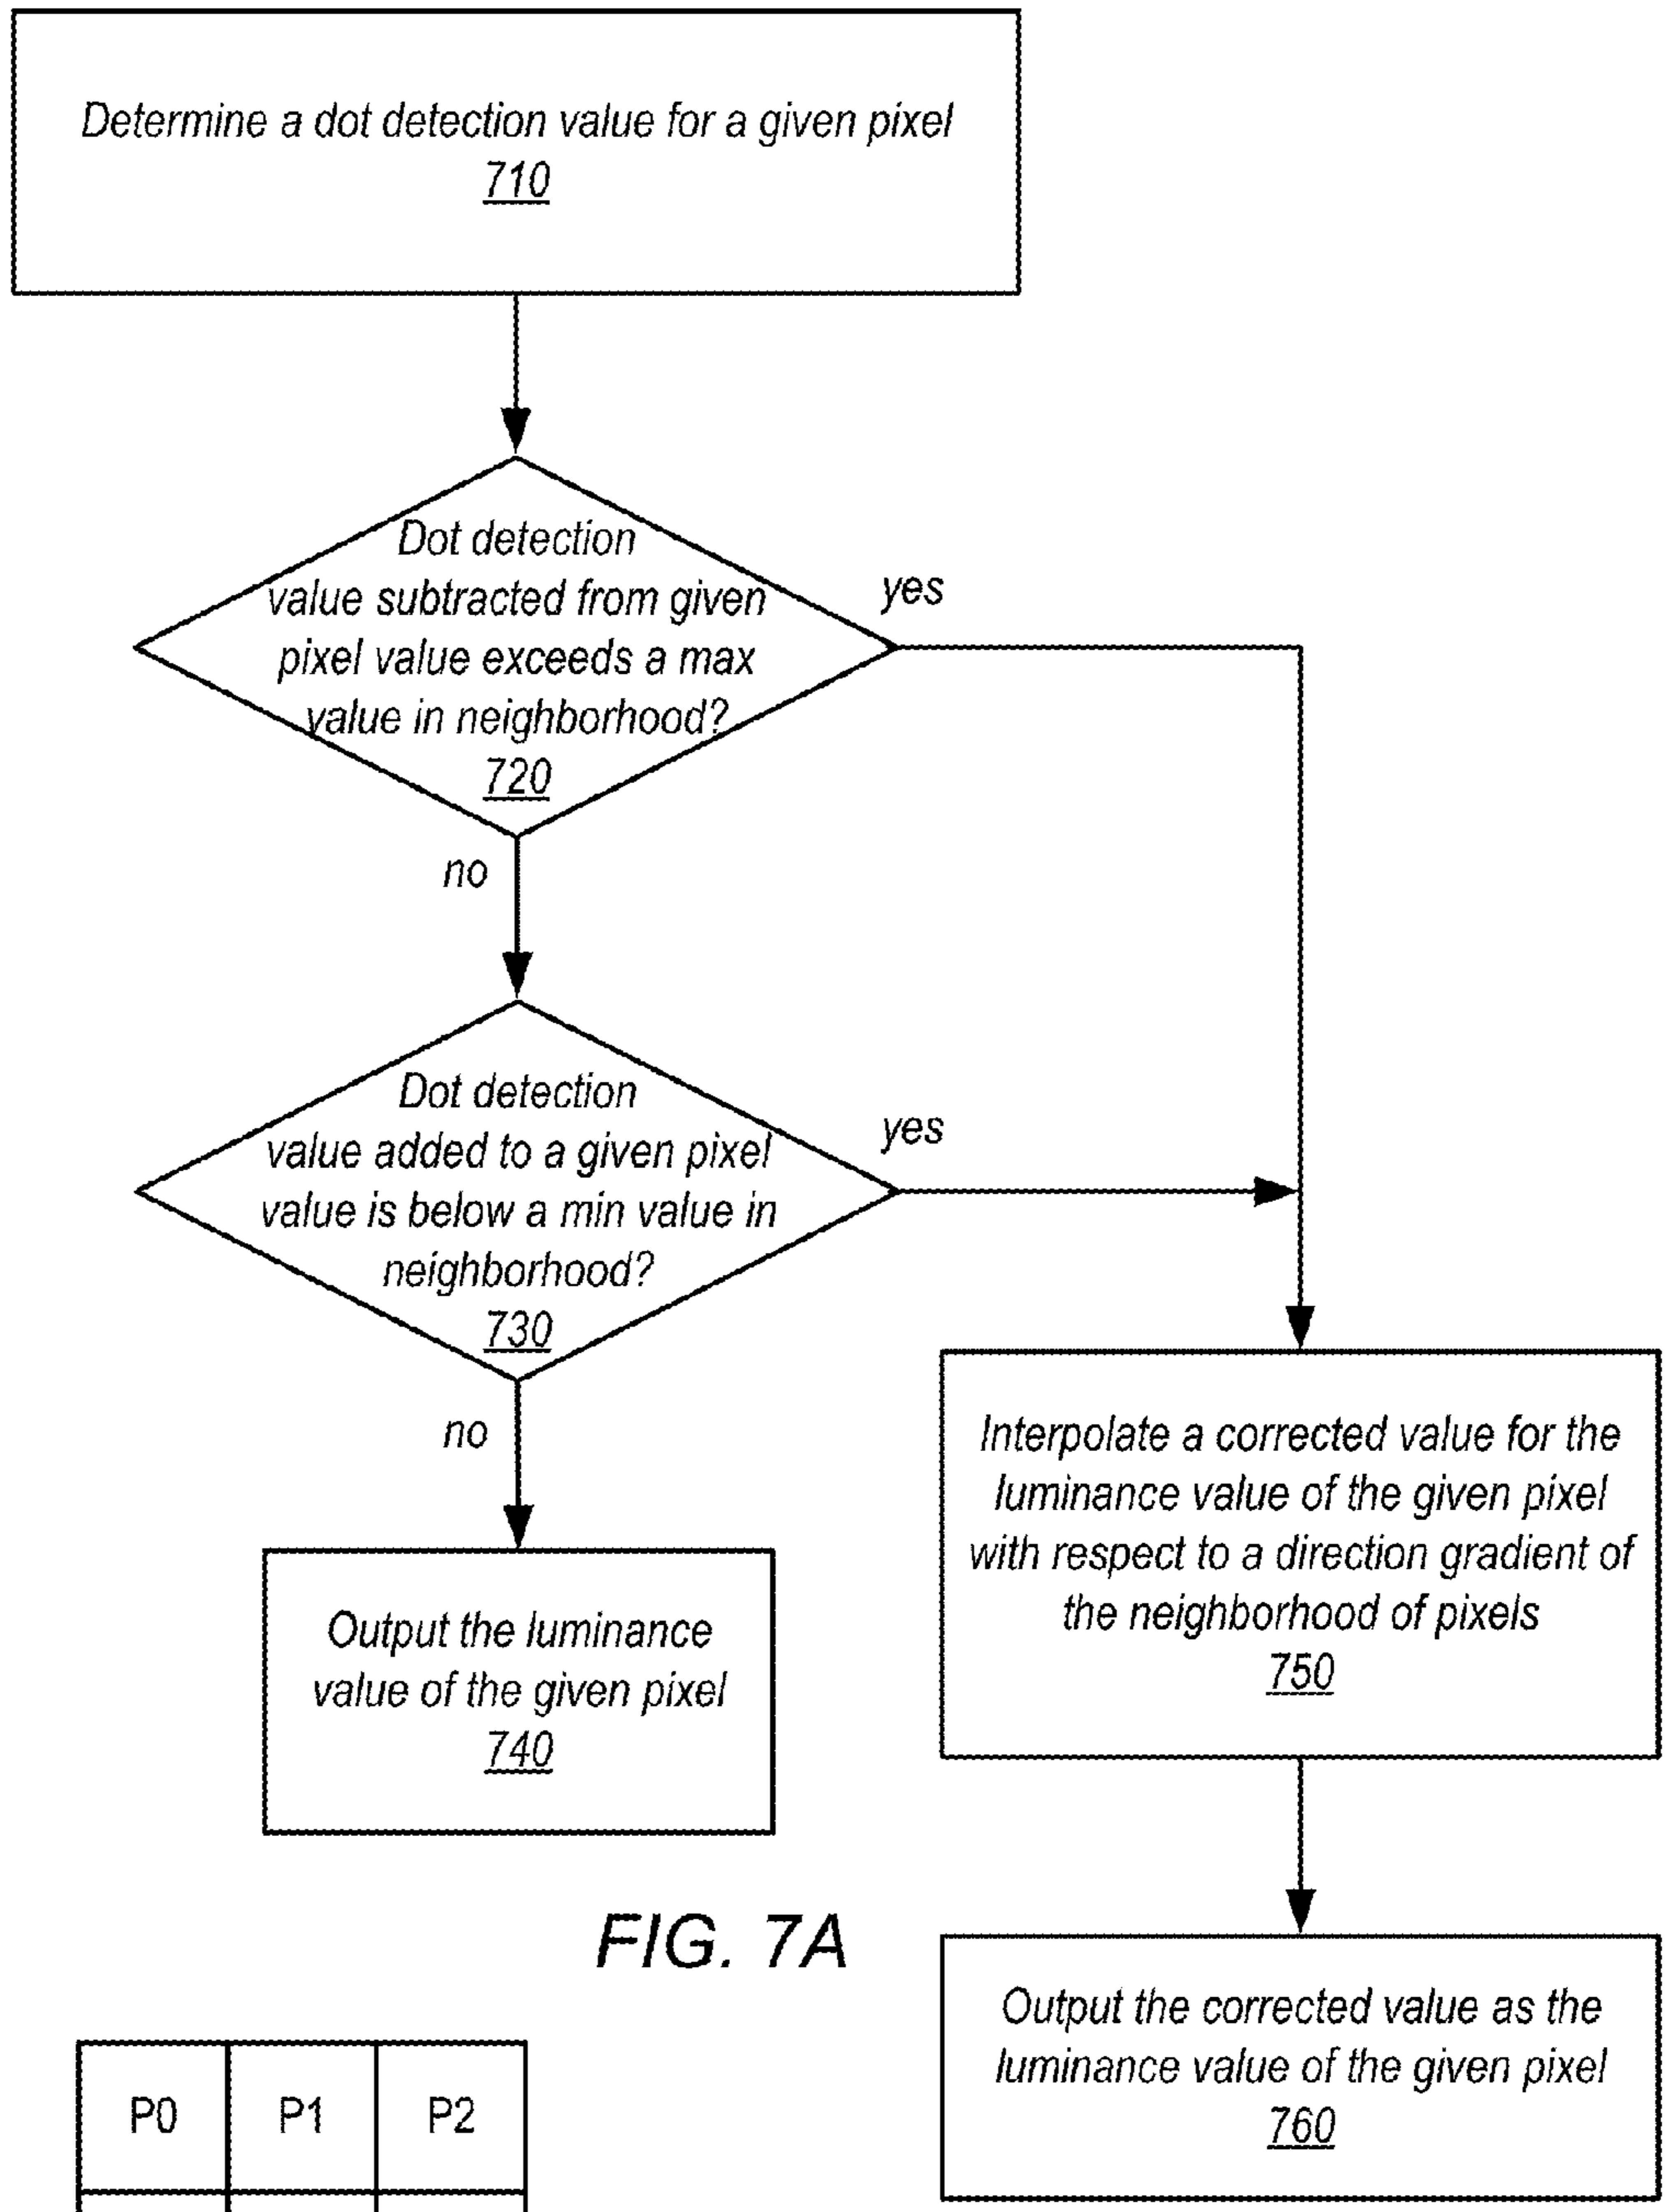 Determine a dot detection value for a given pixel
710
Dot detection
value subtracted from given
pixel value exceeds a max
value in neighborhood?
720
yes
no
Dot detection
value added to a given pixel
value is below a min value in
neighborhood?
730
yes
no
Output the luminance
value of the given pixel
740
Interpolate a corrected value for the
luminance value of the given pixel
with respect to a direction gradient of
the neighborhood of pixels
750
Output the corrected value as the
luminance value of the given pixel
760
FIG. 7A
P0 P1 P2